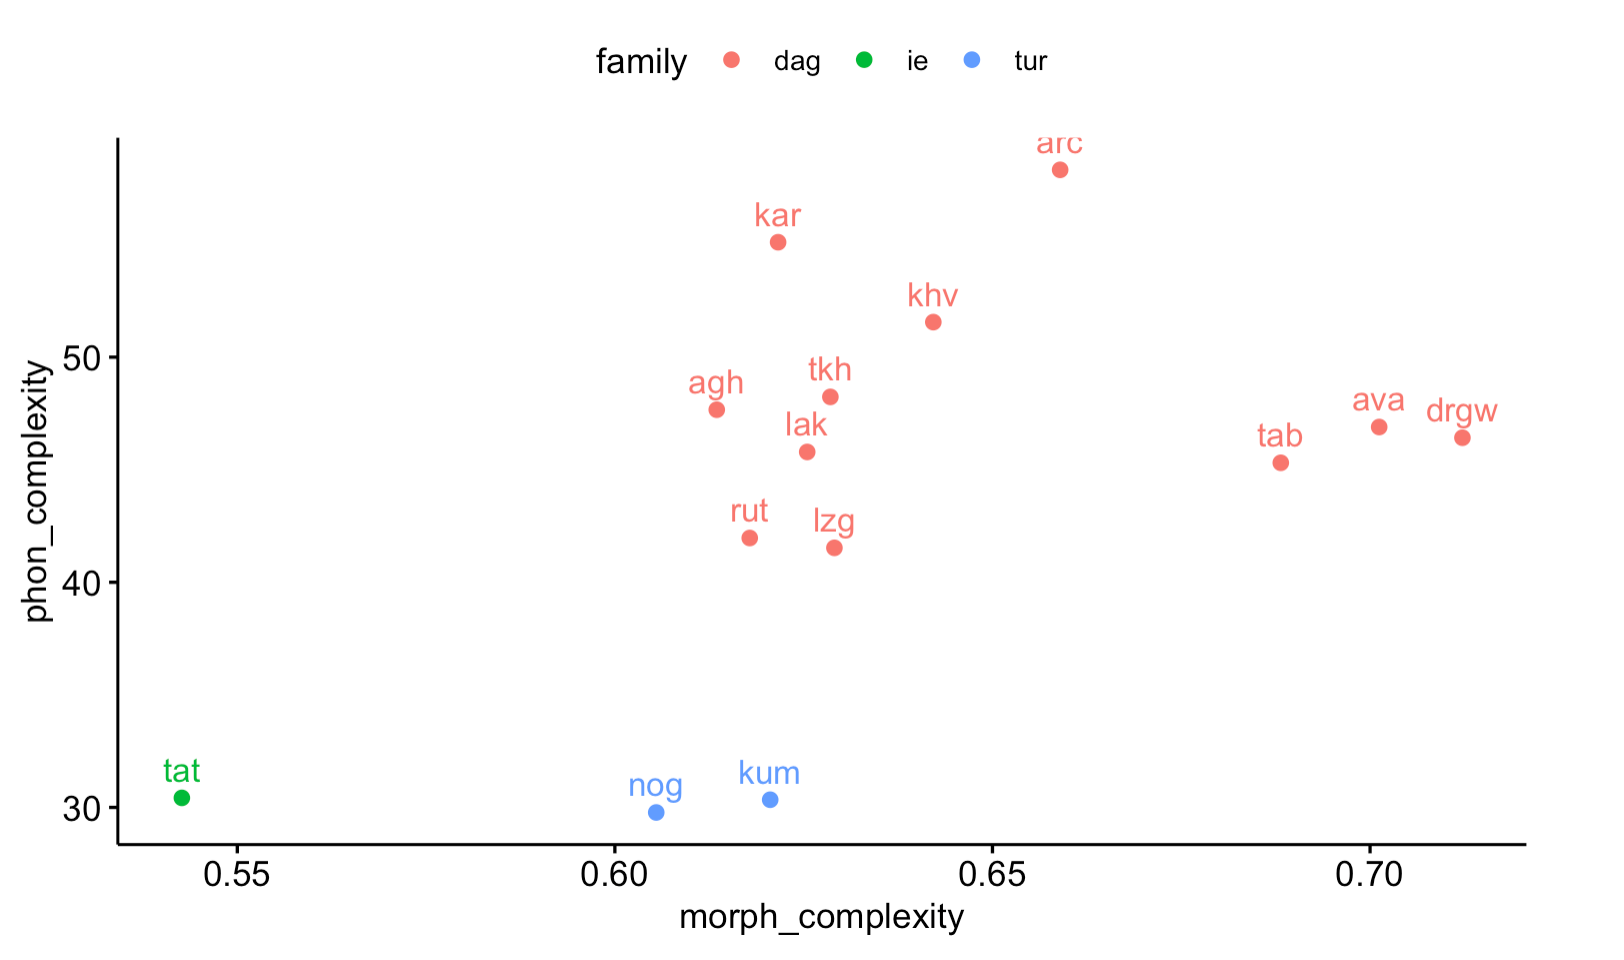 family dag ie tur
arc
kar
khv
50
tkh
agh
ava
drgw
lak
tab
rut
lzg
phon_complexity
40
tat
kum
nog
30
0.55 0.60 0.65 0.70
morph_complexity